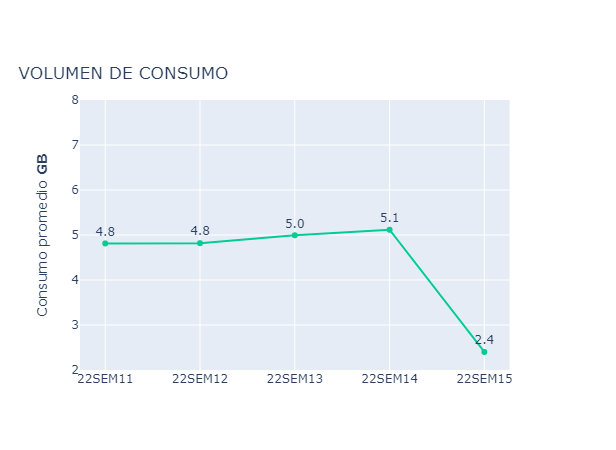 VOLUMEN DE CONSUMO
8
7
6
5
4
3
2
Consumo promedio GB
4.8
4.8
5.0
5.1
2.4
22SEM11
22SEM12
22SEM13
22SEM14
22SEM15